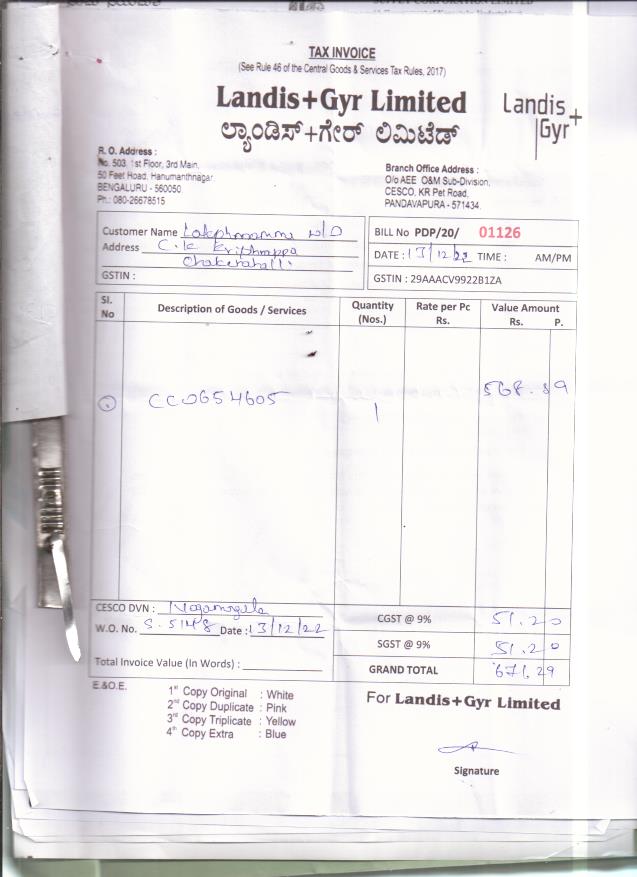 TAX INVOICE
(See Rule 46 of the Central Goods & Services Tax Rules, 2017)
Landis+Gyr Limited
ಲ್ಯಾಂಡಿಸ್+ಗೇರ್ ಲಿಮಿಟೆಡ್
Landis+
Gyr
R. O. Address :
No. 503, 1st Floor, 3rd Main,
50 Feet Road, Hanumanthnagar,
BENGALURU - 560050.
Ph.: 080-26678515
Branch Office Address :
O/o AEE O&M Sub-Division,
CESCO, KR Pet Road,
PANDAVAPURA - 571434.
Customer Name W/O
Address C.K
GSTIN :
BILL No PDP/20/ 01126
DATE : 13/12/22 TIME : AM/PM
GSTIN : 29AAACV9922B1ZA
Sl. No Description of Goods / Services Quantity (Nos.) Rate per Pc Rs. Value Amount Rs. P.
CC0654605 1 568.89
CESCO DVN :
W.O. No. S.5148 Date : 13/12/22
Total Invoice Value (In Words) :
CGST @ 9% 51.20
SGST @ 9% 51.20
GRAND TOTAL 671.29
E.&O.E.
1st Copy Original : White
2nd Copy Duplicate : Pink
3rd Copy Triplicate : Yellow
4th Copy Extra : Blue
For Landis+Gyr Limited
Signature